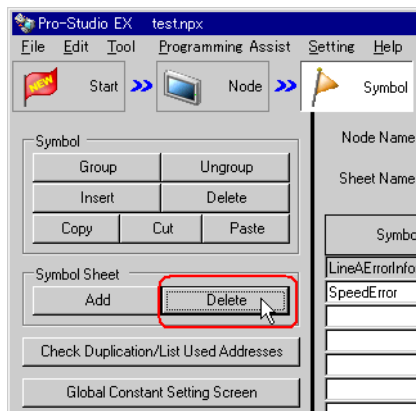 Pro-Studio EX test.npx
File Edit Tool Programming Assist Setting Help
NEW Start Node Symbol
Symbol
Group Ungroup
Insert Delete
Copy Cut Paste
Symbol Sheet
Add Delete
Check Duplication/List Used Addresses
Global Constant Setting Screen
Node Name
Sheet Name
Symbo
LineAErrorInfo
SpeedError